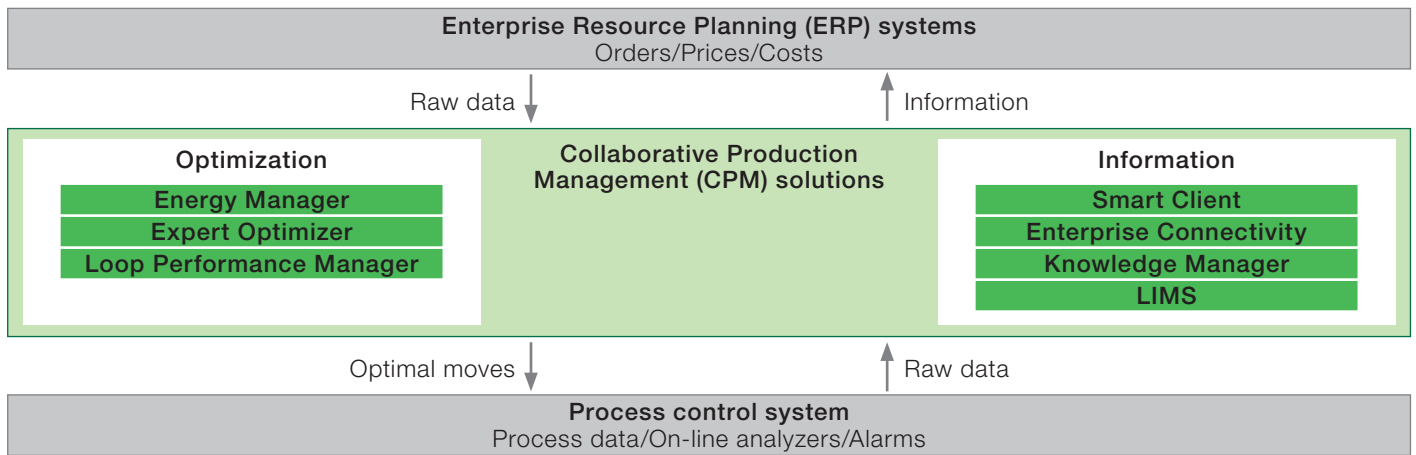 Enterprise Resource Planning (ERP) systems
Orders/Prices/Costs
Raw data
Information
Optimization
Energy Manager
Expert Optimizer
Loop Performance Manager
Collaborative Production
Management (CPM) solutions
Information
Smart Client
Enterprise Connectivity
Knowledge Manager
LIMS
Optimal moves
Raw data
Process control system
Process data/On-line analyzers/Alarms